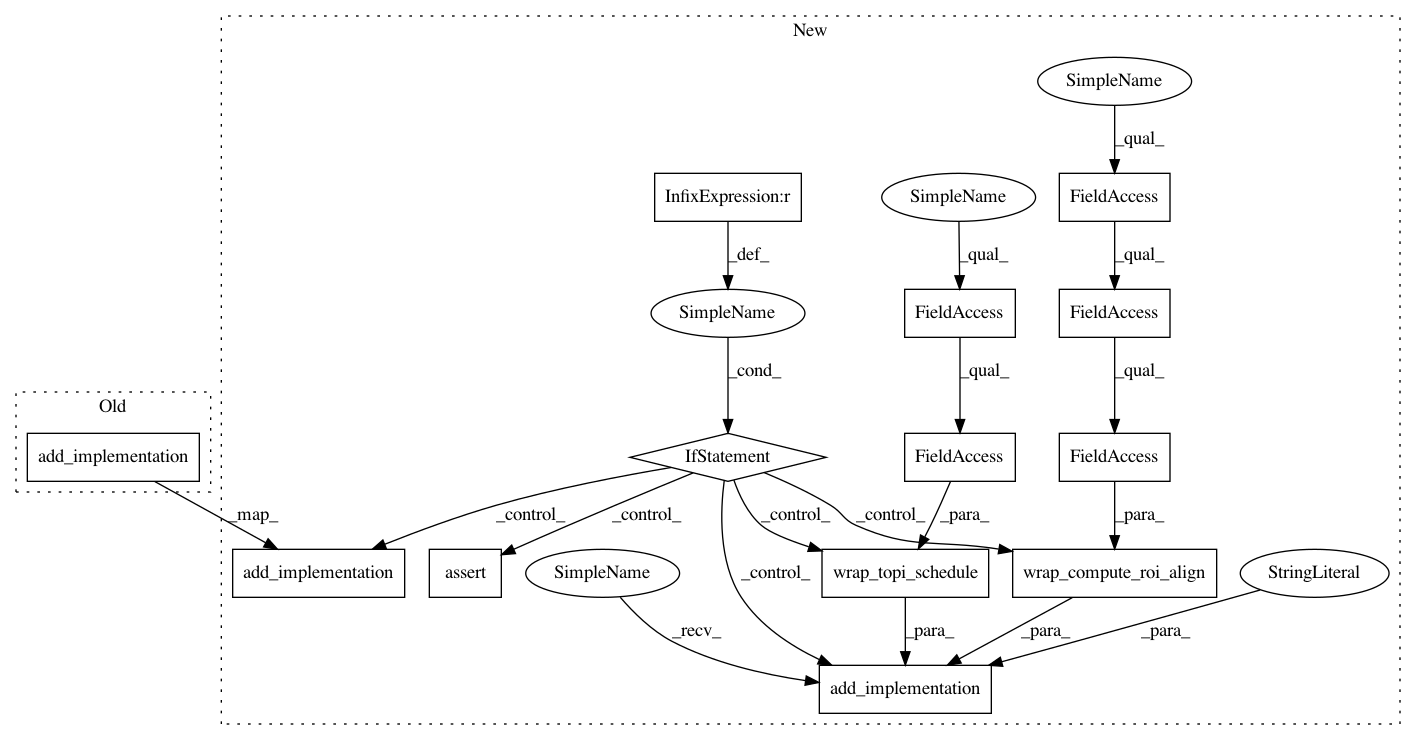 New
SimpleName
_qual_
InfixExpression:r
SimpleName
FieldAccess
_def_
_qual_
_qual_
SimpleName
FieldAccess
FieldAccess
_cond_
_qual_
_qual_
Old
add_implementation
IfStatement
FieldAccess
FieldAccess
_map_
_control_
_control_
_control_
_control_
_para_
_para_
add_implementation
assert
SimpleName
_control_
wrap_topi_schedule
wrap_compute_roi_align
StringLiteral
_recv_
_para_
_para_
_para_
add_implementation